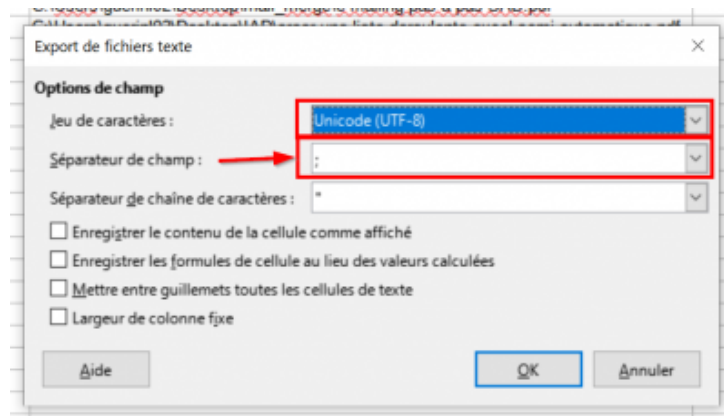 Export de fichiers texte
Options de champ
Jeu de caractères :
Unicode (UTF-8)
Séparateur de champ :
;
Séparateur de chaîne de caractères :
"
Enregistrer le contenu de la cellule comme affiché
Enregistrer les formules de cellule au lieu des valeurs calculées
Mettre entre guillemets toutes les cellules de texte
Largeur de colonne fixe
Aide
OK
Annuler